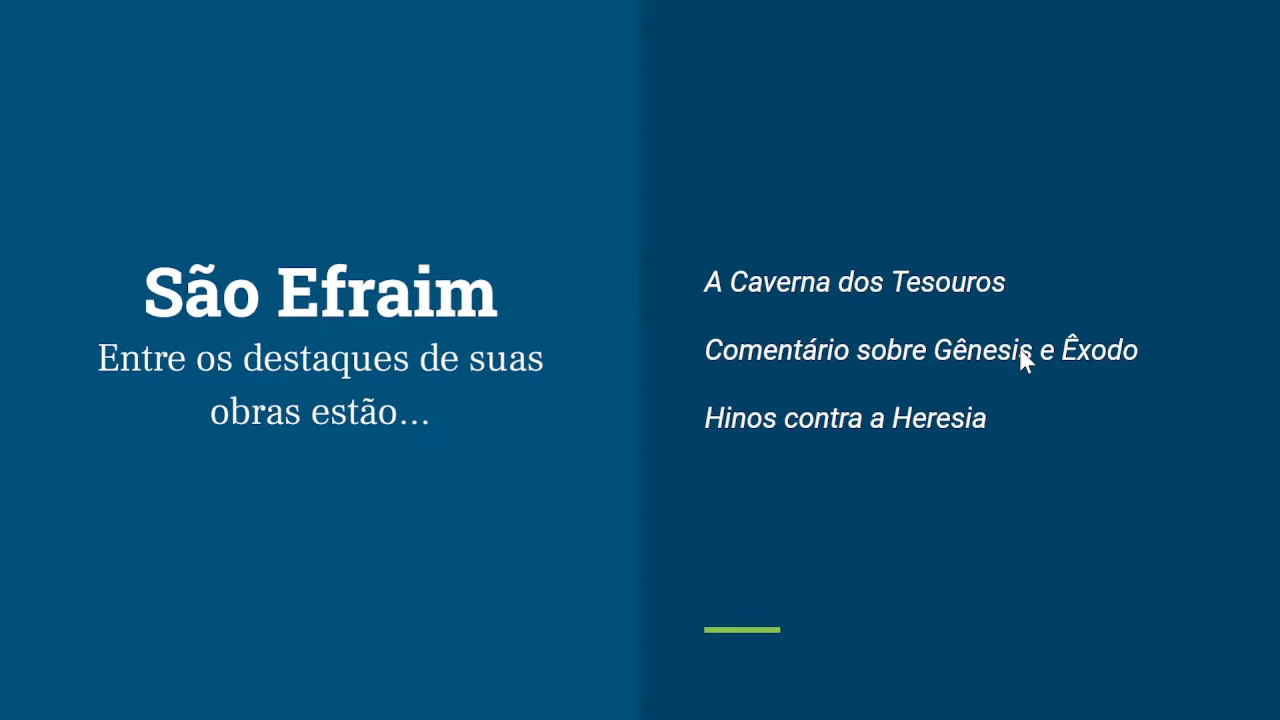 São Efraim
Entre os destaques de suas
obras estão...
A Caverna dos Tesouros
Comentário sobre Gênesis e Êxodo
Hinos contra a Heresia